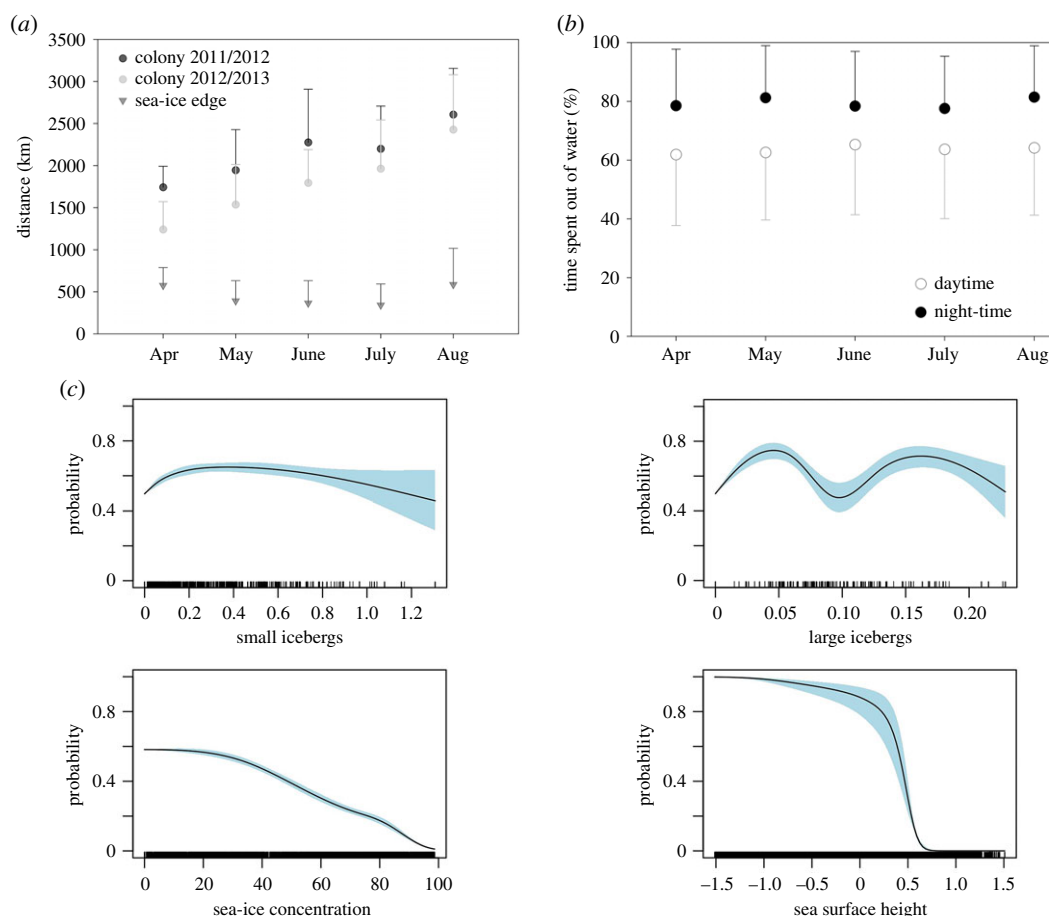 (a)
3500
3000
2500
2000
1500
1000
500
0
distance (km)
colony 2011/2012
colony 2012/2013
sea-ice edge
Apr May June July Aug
(b)
100
80
60
40
20
0
time spent out of water (%)
daytime
night-time
Apr May June July Aug
(c)
0.8
0.4
0
probability
0 0.2 0.4 0.6 0.8 1.0 1.2
small icebergs
0.8
0.4
0
probability
0 0.05 0.10 0.15 0.20
large icebergs
0.8
0.4
0
probability
0 20 40 60 80 100
sea-ice concentration
0.8
0.4
0
probability
–1.5 –1.0 –0.5 0 0.5 1.0 1.5
sea surface height